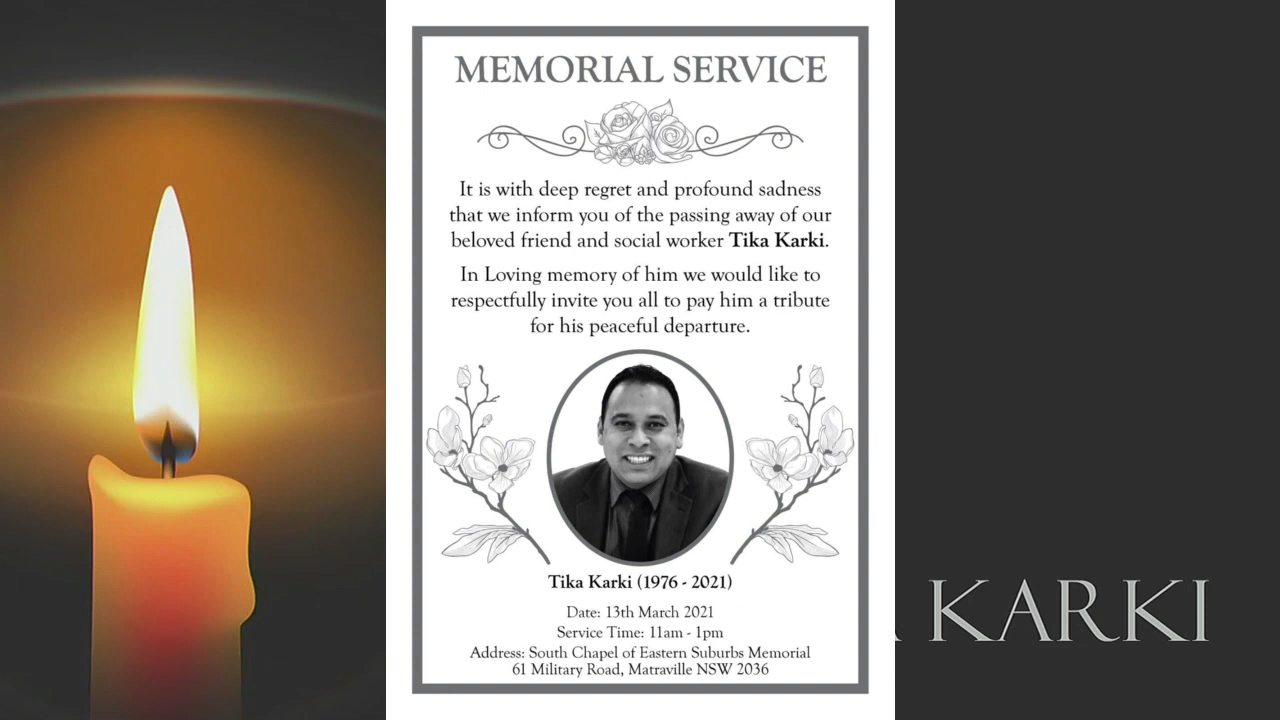 MEMORIAL SERVICE
It is with deep regret and profound sadness
that we inform you of the passing away of our
beloved friend and social worker Tika Karki.
In Loving memory of him we would like to
respectfully invite you all to pay him a tribute
for his peaceful departure.
Tika Karki (1976 - 2021)
Date: 13th March 2021
Service Time: 11am - 1pm
Address: South Chapel of Eastern Suburbs Memorial
61 Military Road, Matraville NSW 2036
KARKI